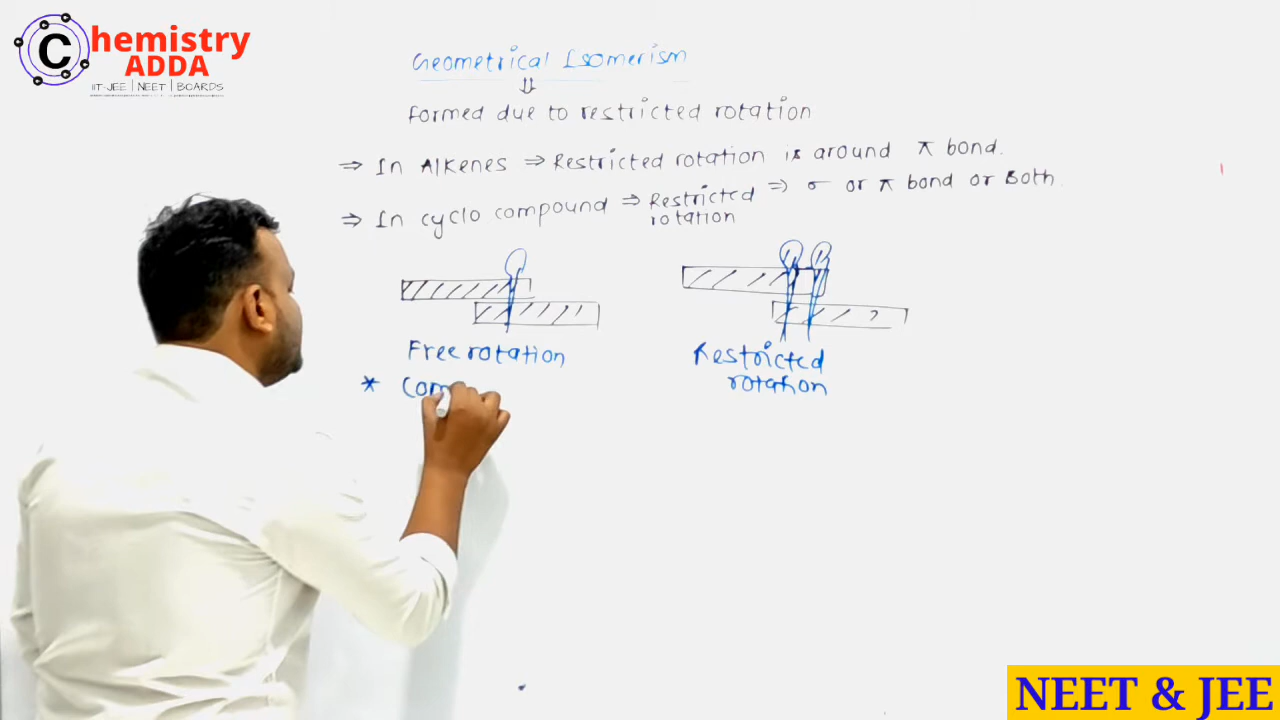 Chemistry
ADDA
IIT-JEE | NEET | BOARDS
Geometrical Isomerism
⇓
formed due to restricted rotation
⇒ In Alkenes ⇒ Restricted rotation is around π bond.
⇒ In cyclo compound ⇒ Restricted rotation ⇒ σ or π bond or Both
Free rotation
Restricted
rotation
* Com
NEET & JEE